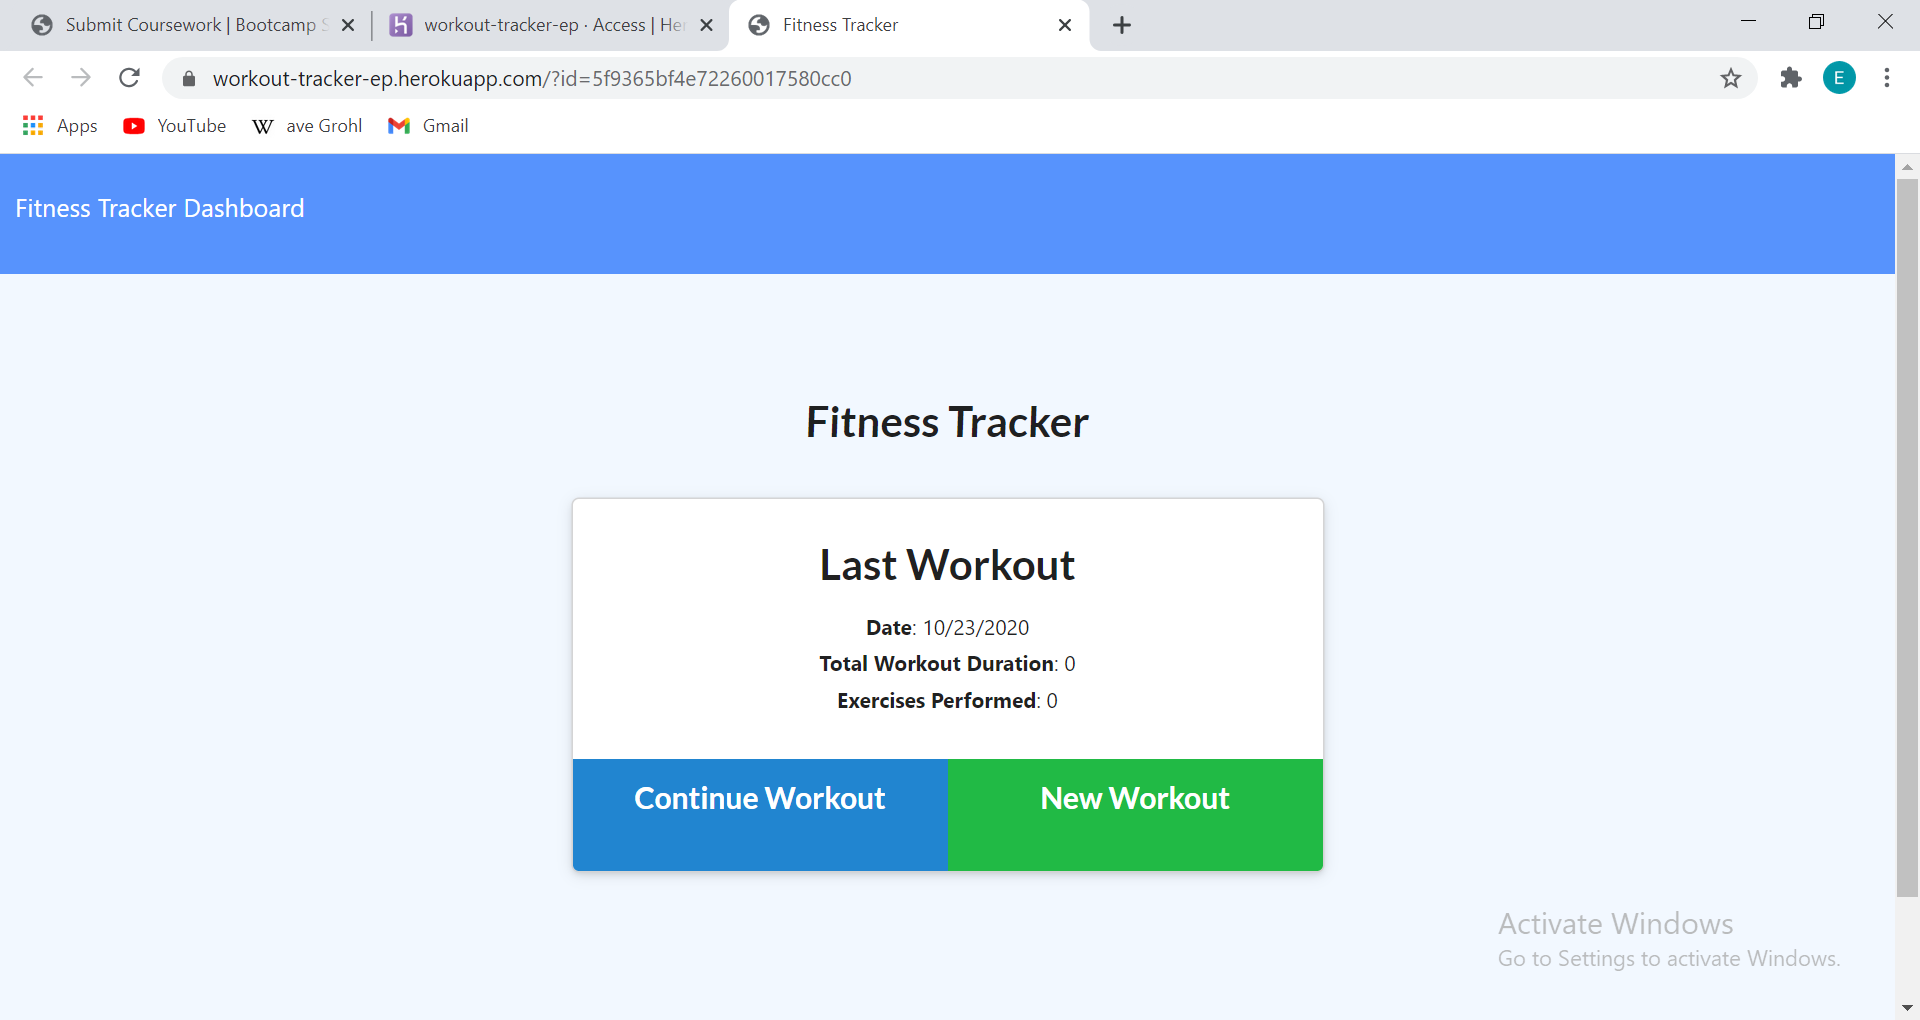 Submit Coursework | Bootcamp S
workout-tracker-ep · Access | Her
Fitness Tracker
workout-tracker-ep.herokuapp.com/?id=5f9365bf4e72260017580cc0
E
Apps
YouTube
W ave Grohl
Gmail
Fitness Tracker Dashboard
Fitness Tracker
Last Workout
Date: 10/23/2020
Total Workout Duration: 0
Exercises Performed: 0
Continue Workout
New Workout
Activate Windows
Go to Settings to activate Windows.